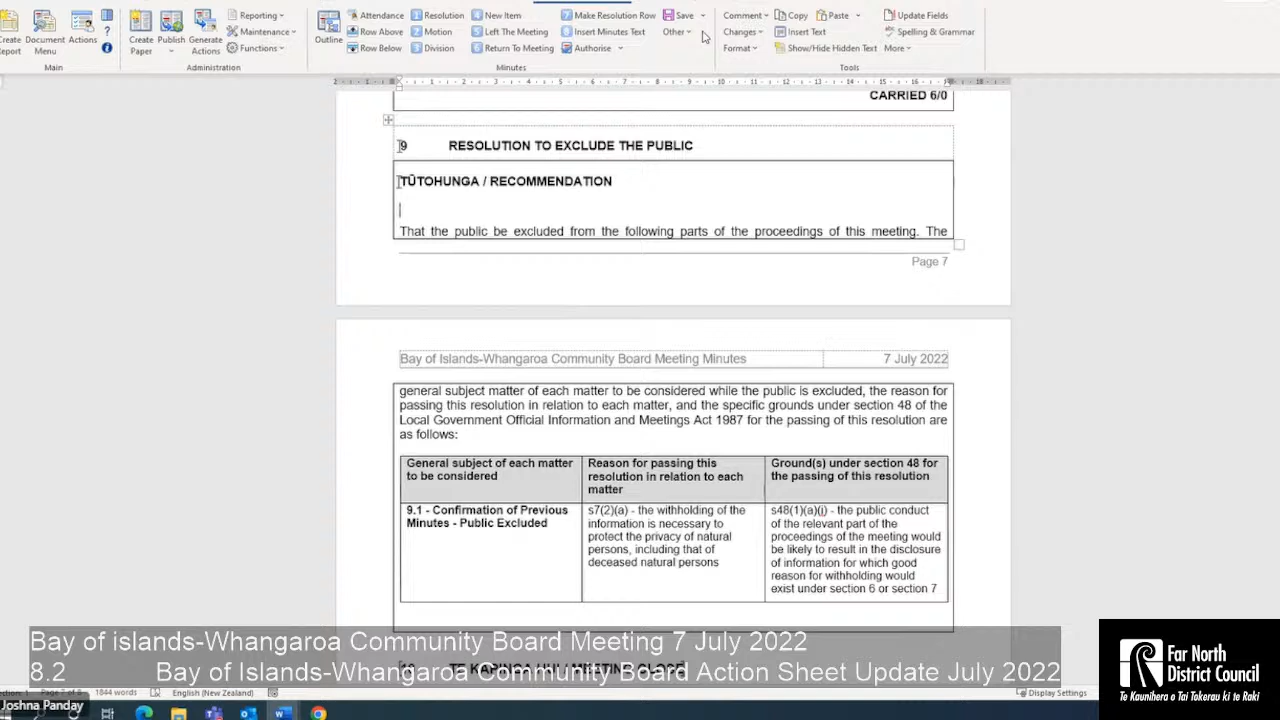 Reporting
Maintenance
Functions
Create Report
Document Menu
Actions
Create Paper
Publish
Generate Actions
Outline
Attendance
Row Above
Row Below
1 Resolution
2 Motion
3 Division
4 New Item
5 Left The Meeting
6 Return To Meeting
7 Make Resolution Row
9 Insert Minutes Text
Authorise
Save
Other
Comment
Changes
Format
Copy
Paste
Insert Text
Show/Hide Hidden Text
Update Fields
Spelling & Grammar
More
Main
Administration
Minutes
Tools
CARRIED 6/0
9 RESOLUTION TO EXCLUDE THE PUBLIC
TŪTOHUNGA / RECOMMENDATION
That the public be excluded from the following parts of the proceedings of this meeting. The
Page 7
Bay of Islands-Whangaroa Community Board Meeting Minutes 7 July 2022
general subject matter of each matter to be considered while the public is excluded, the reason for
passing this resolution in relation to each matter, and the specific grounds under section 48 of the
Local Government Official Information and Meetings Act 1987 for the passing of this resolution are
as follows:
General subject of each matter
to be considered
Reason for passing this
resolution in relation to each
matter
Ground(s) under section 48 for
the passing of this resolution
9.1 - Confirmation of Previous
Minutes - Public Excluded
s7(2)(a) - the withholding of the
information is necessary to
protect the privacy of natural
persons, including that of
deceased natural persons
s48(1)(a)(i) - the public conduct
of the relevant part of the
proceedings of the meeting would
be likely to result in the disclosure
of information for which good
reason for withholding would
exist under section 6 or section 7
Bay of islands-Whangaroa Community Board Meeting 7 July 2022
8.2 Bay of Islands-Whangaroa Community Board Action Sheet Update July 2022
Far North
District Council
Te Kaunihera o Tai Tokerau ki te Raki
1844 words
English (New Zealand)
Display Settings
Joshna Panday